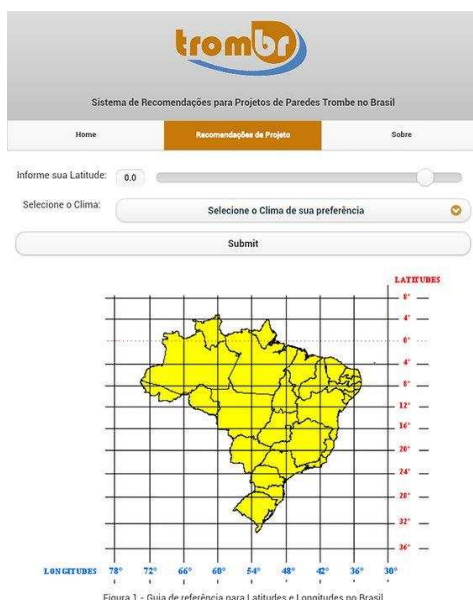 trombr
Sistema de Recomendações para Projetos de Paredes Trombe no Brasil
Home Recomendações de Projeto Sobre
Informe sua Latitude: 0.0
Selecione o Clima: Selecione o Clima de sua preferência
Submit
LATITUDES
8°
4°
0°
4°
8°
12°
16°
20°
24°
28°
32°
36°
LONGITUDES 78° 72° 66° 60° 54° 48° 42° 36° 30°
Figura 1 - Guia de referência para Latitudes e Longitudes no Brasil